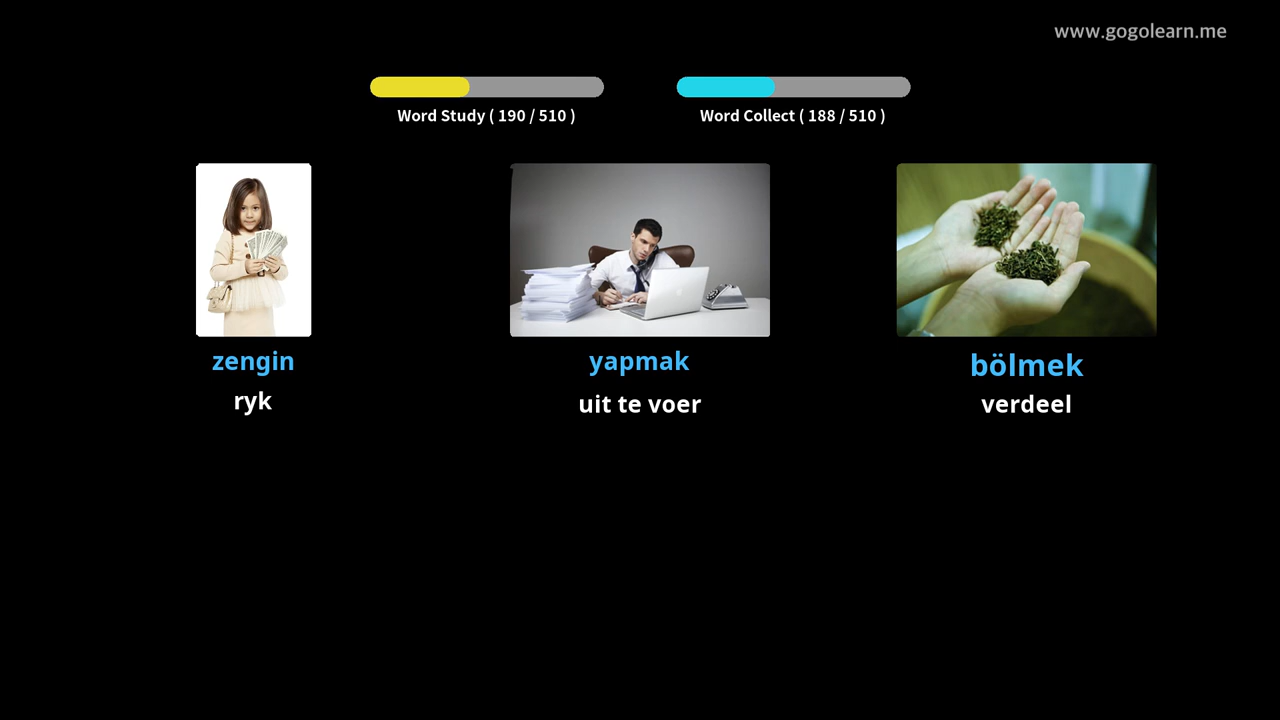 www.gogolearn.me
Word Study ( 190 / 510 )
Word Collect ( 188 / 510 )
zengin
yapmak
bölmek
ryk
uit te voer
verdeel